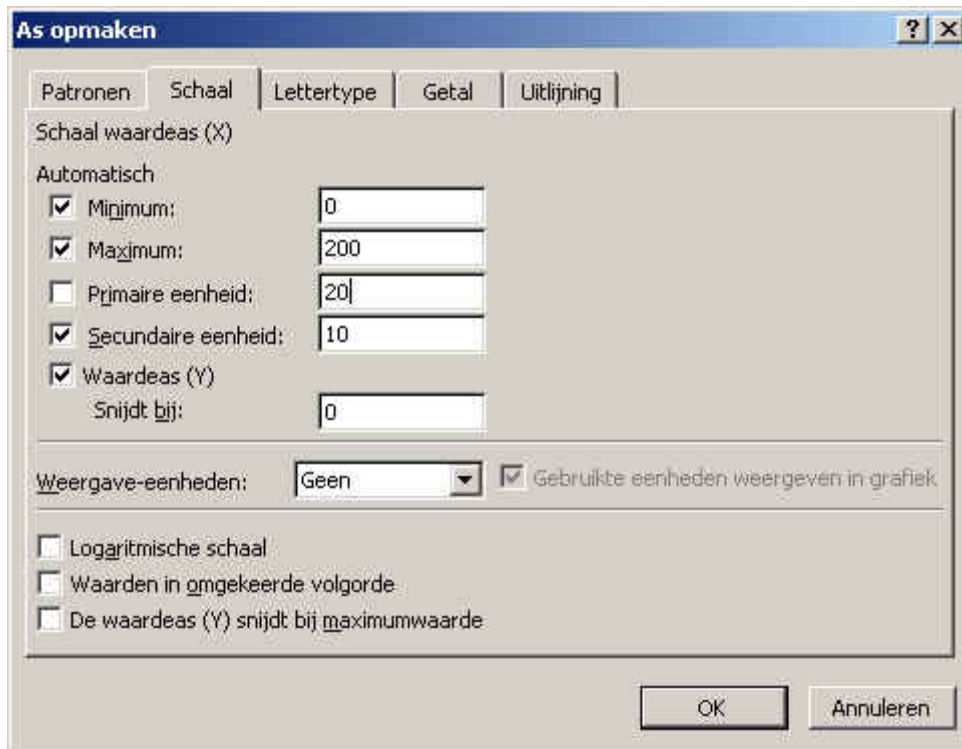 As opmaken
Patronen Schaal Lettertype Getal Uitlijning
Schaal waardeas (X)
Automatisch
Minimum: 0
Maximum: 200
Primaire eenheid: 20
Secundaire eenheid: 10
Waardeas (Y)
Snijdt bij: 0
Weergave-eenheden: Geen Gebruikte eenheden weergeven in grafiek
Logaritmische schaal
Waarden in omgekeerde volgorde
De waardeas (Y) snijdt bij maximumwaarde
OK Annuleren